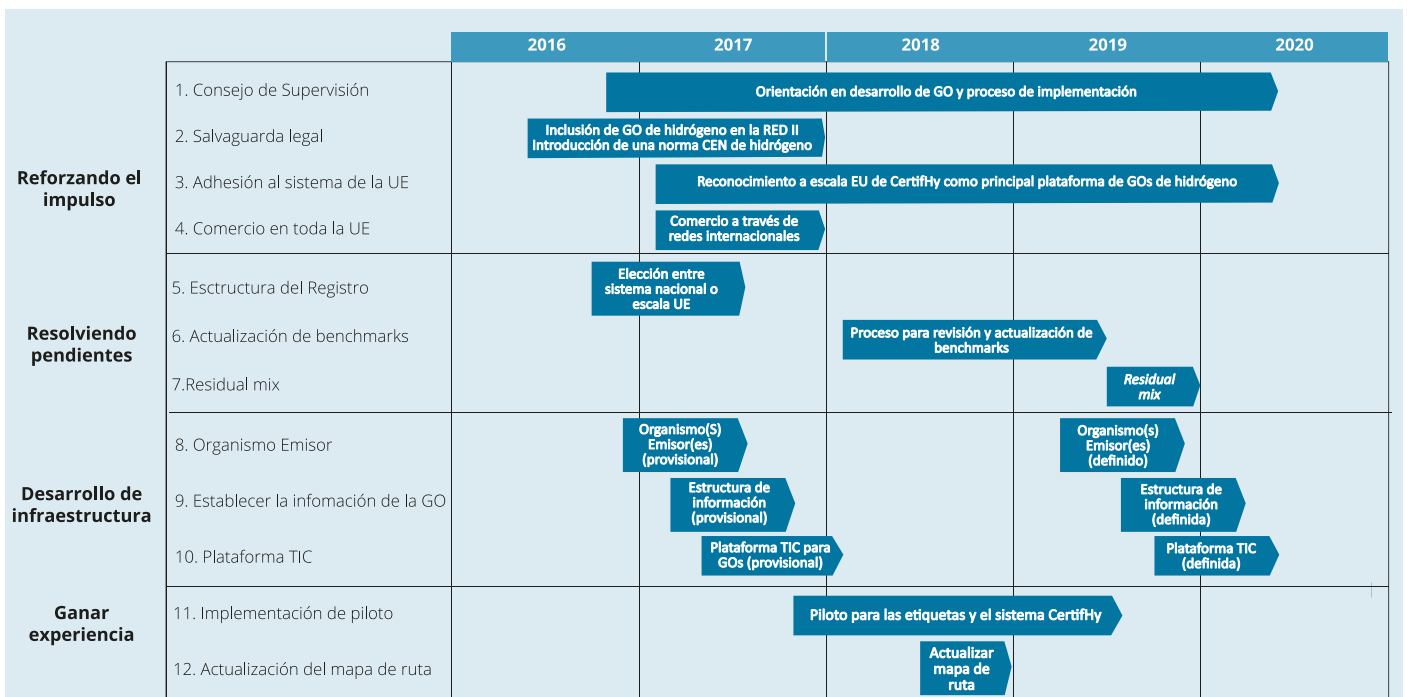 2016 2017 2018 2019 2020
1. Consejo de Supervisión
Orientación en desarrollo de GO y proceso de implementación
2. Salvaguarda legal
Inclusión de GO de hidrógeno en la RED II
Introducción de una norma CEN de hidrógeno
Reforzando el
impulso
3. Adhesión al sistema de la UE
Reconocimiento a escala EU de CertifHy como principal plataforma de GOs de hidrógeno
4. Comercio en toda la UE
Comercio a través de
redes internacionales
5. Esctructura del Registro
Elección entre
sistema nacional o
escala UE
Resolviendo
pendientes
6. Actualización de benchmarks
Proceso para revisión y actualización de
benchmarks
7.Residual mix
Residual
mix
8. Organismo Emisor
Organismo(S)
Emisor(es)
(provisional)
Organismo(s)
Emisor(es)
(definido)
Desarrollo de
infraestructura
9. Establecer la infomación de la GO
Estructura de
información
(provisional)
Estructura de
información
(definida)
10. Plataforma TIC
Plataforma TIC para
GOs (provisional)
Plataforma TIC
(definida)
Ganar
experiencia
11. Implementación de piloto
Piloto para las etiquetas y el sistema CertifHy
12. Actualización del mapa de ruta
Actualizar
mapa de
ruta